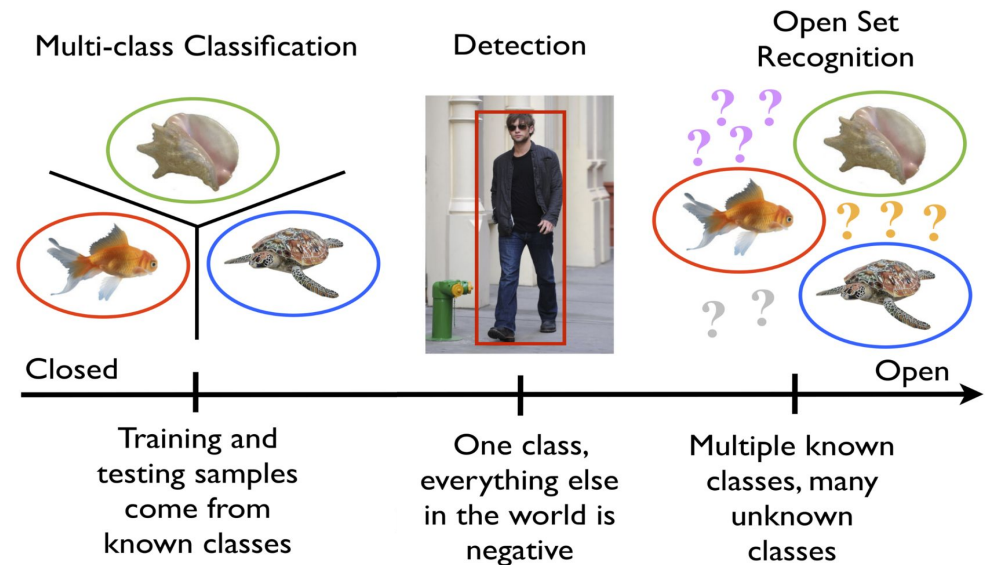 Multi-class Classification
Detection
Open Set
Recognition
? ?
? ?
? ? ?
? ?
Closed
Open
Training and
testing samples
come from
known classes
One class,
everything else
in the world is
negative
Multiple known
classes, many
unknown
classes